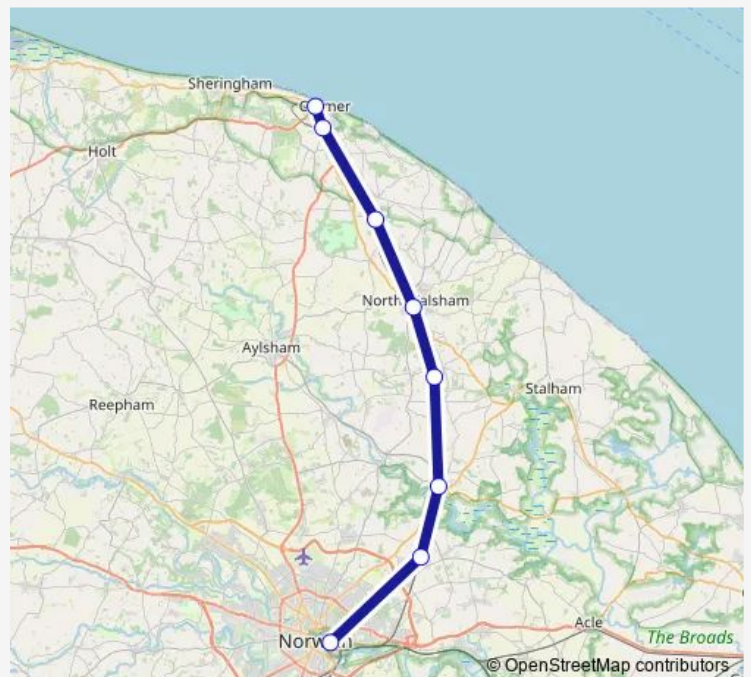 Sheringham
Holt
Aylsham
Stalham
Reepham
Acle
The Broads
© OpenStreetMap contributors